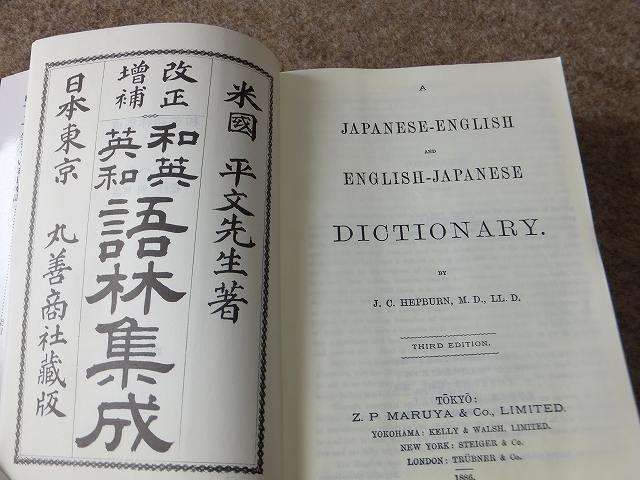 米國 平文先生著
改正
增補
和英
英和
語林集成
日本東京 丸善商社藏版
A
JAPANESE-ENGLISH
AND
ENGLISH-JAPANESE
DICTIONARY.
BY
J. C. HEPBURN, M. D., LL. D.
THIRD EDITION.
TŌKYŌ:
Z. P. MARUYA & Co., LIMITED.
YOKOHAMA: KELLY & WALSH, LIMITED.
NEW YORK: STEIGER & Co.
LONDON: TRÜBNER & Co.
1886.